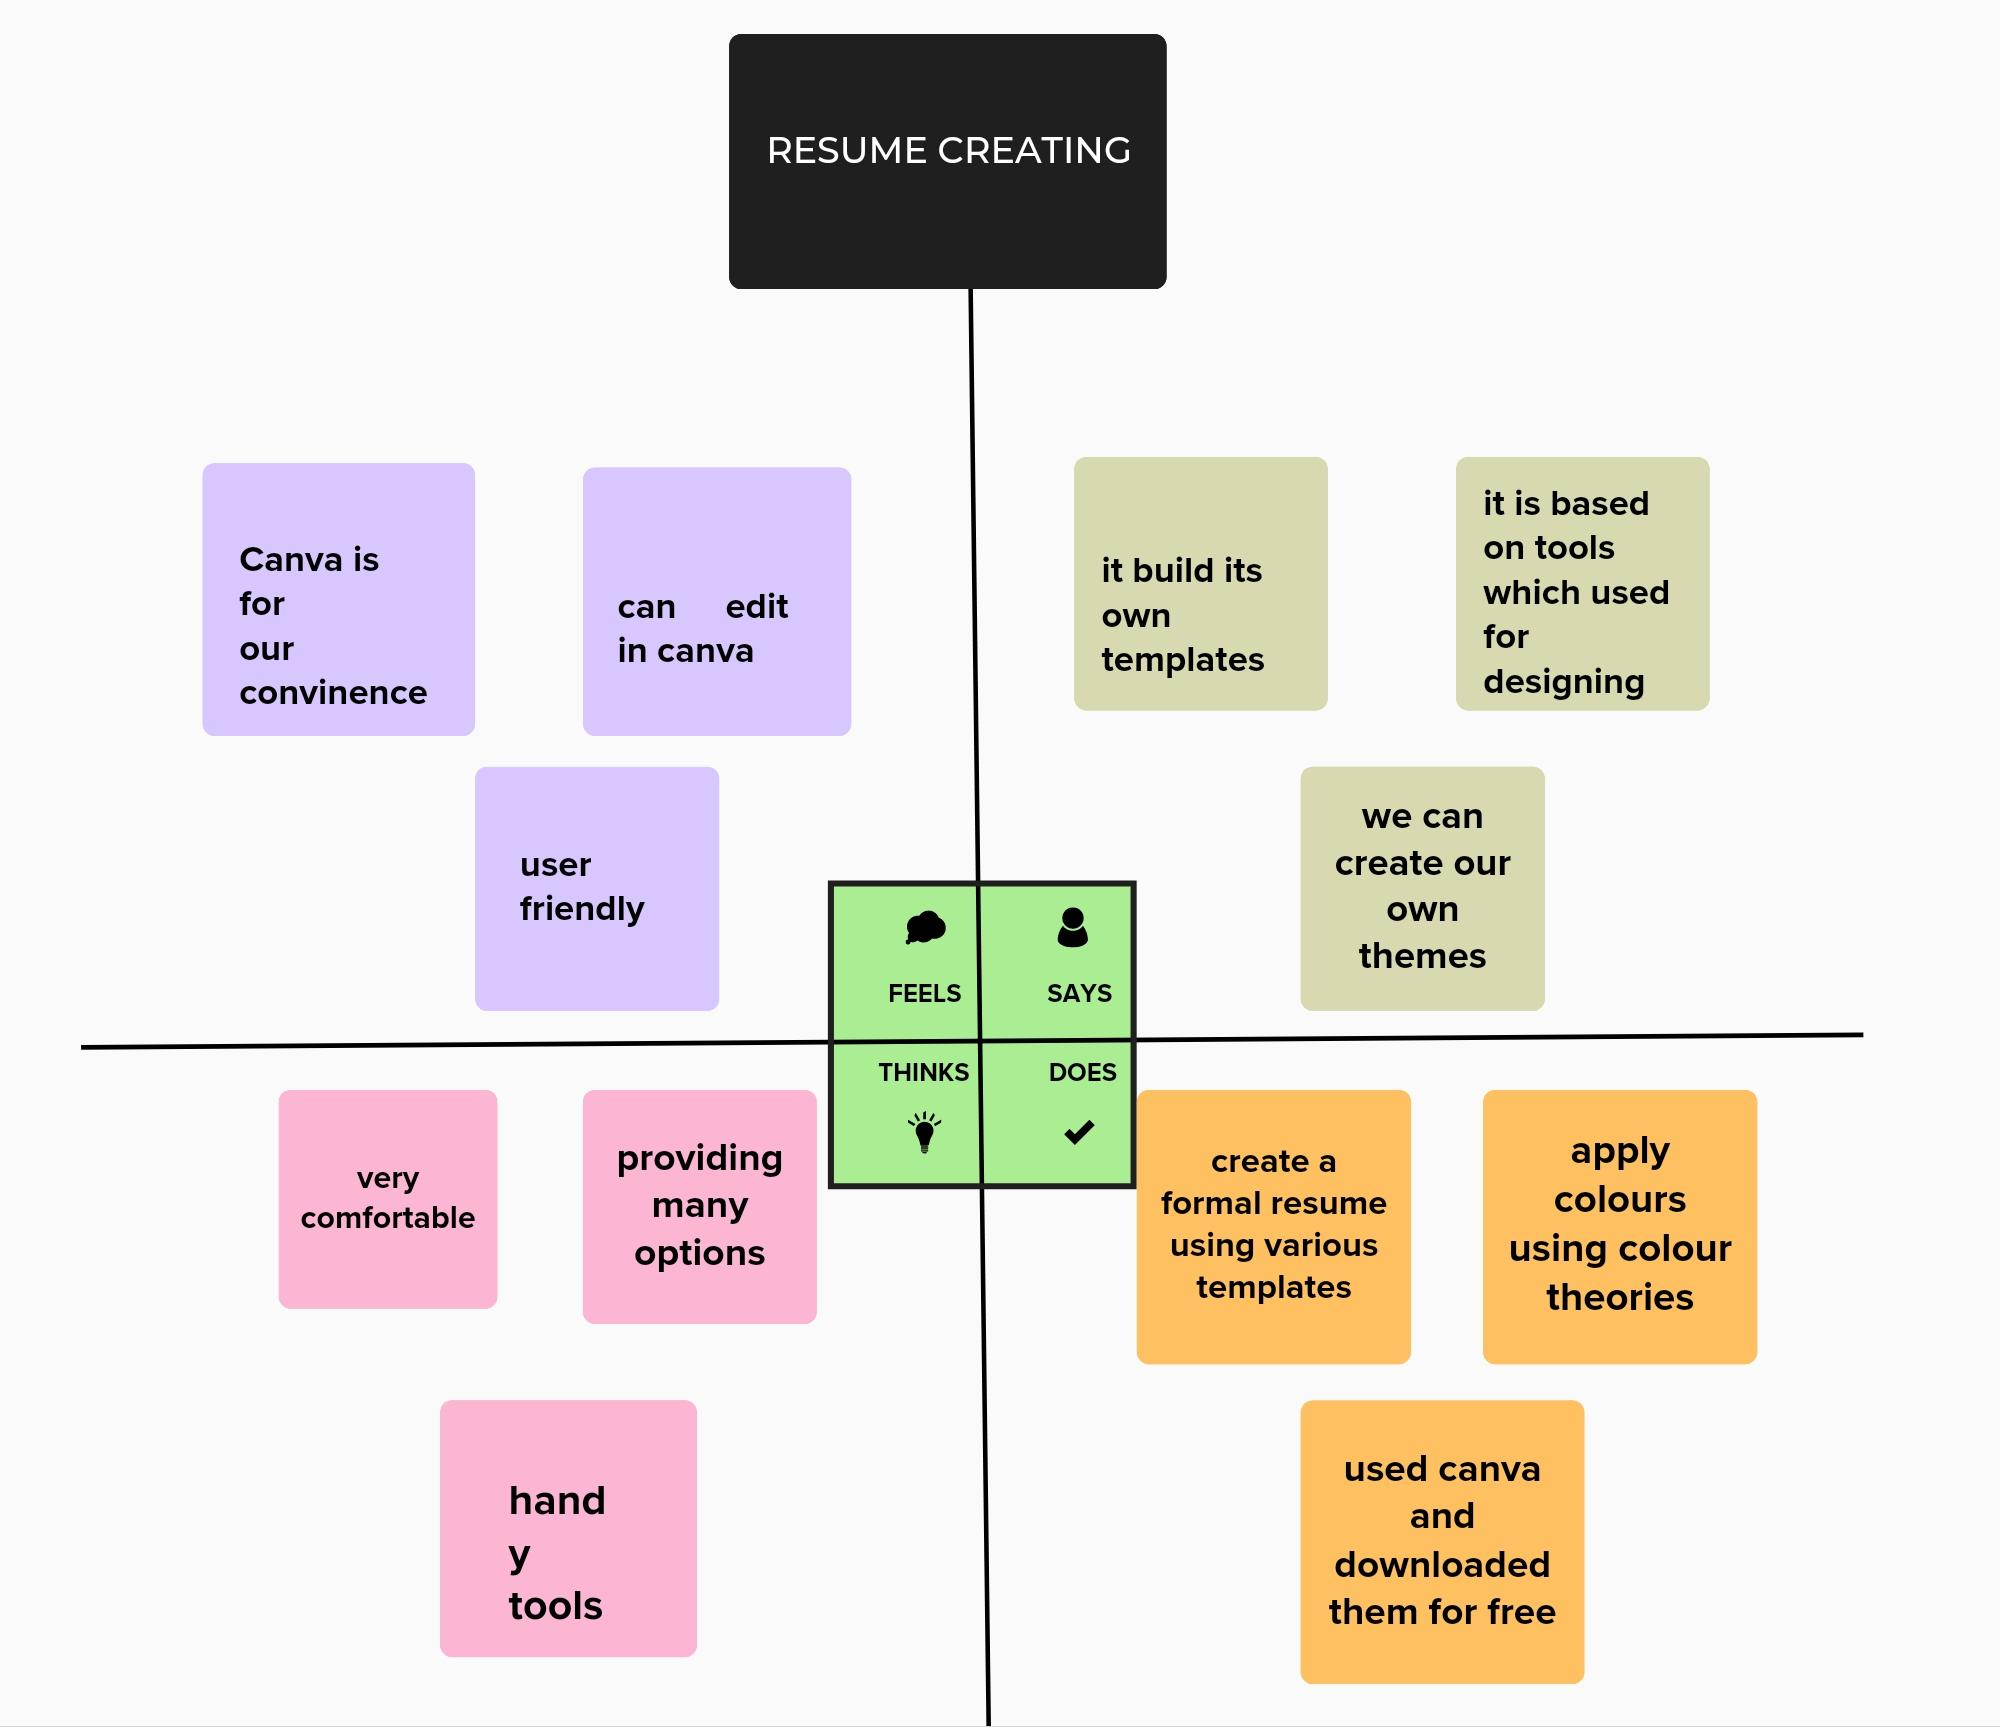 RESUME CREATING
Canva is
for
our
convinence
can edit
in canva
user
friendly
it build its
own
templates
it is based
on tools
which used
for
designing
we can
create our
own
themes
FEELS
SAYS
THINKS
DOES
very
comfortable
providing
many
options
hand
y
tools
create a
formal resume
using various
templates
apply
colours
using colour
theories
used canva
and
downloaded
them for free